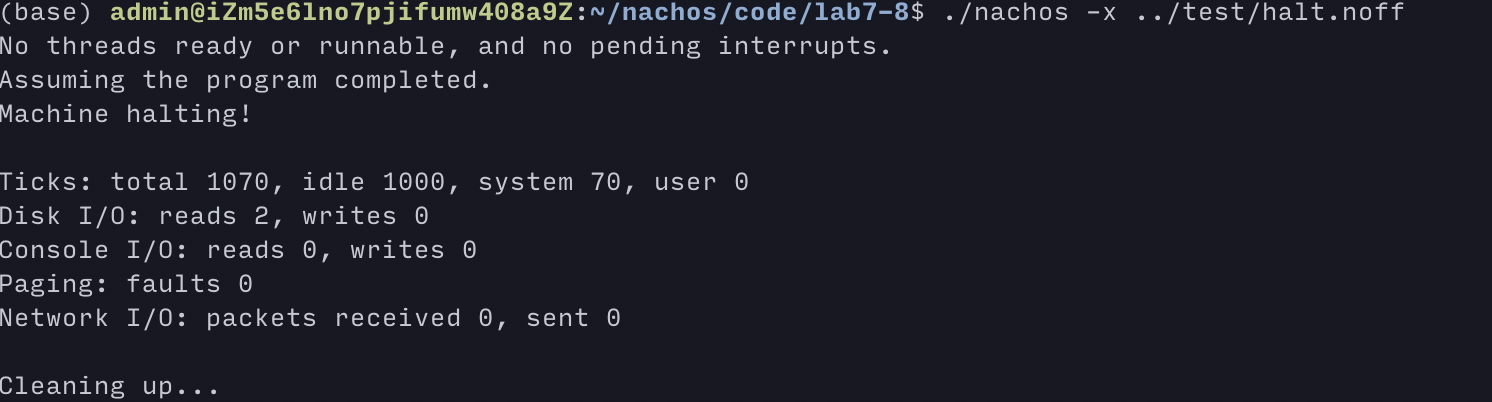 (base) admin@iZm5e6lno7pjifumw408a9Z:~/nachos/code/lab7-8$ ./nachos -x ../test/halt.noff
No threads ready or runnable, and no pending interrupts.
Assuming the program completed.
Machine halting!
Ticks: total 1070, idle 1000, system 70, user 0
Disk I/O: reads 2, writes 0
Console I/O: reads 0, writes 0
Paging: faults 0
Network I/O: packets received 0, sent 0
Cleaning up...